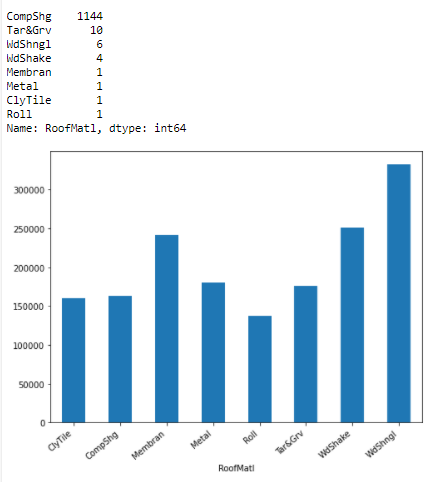 CompShg 1144
Tar&Grv 10
WdShngl 6
WdShake 4
Membran 1
Metal 1
ClyTile 1
Roll 1
Name: RoofMatl, dtype: int64
300000
250000
200000
150000
100000
50000
0
ClyTile CompShg Membran Metal Roll Tar&Grv WdShake WdShngl
RoofMatl